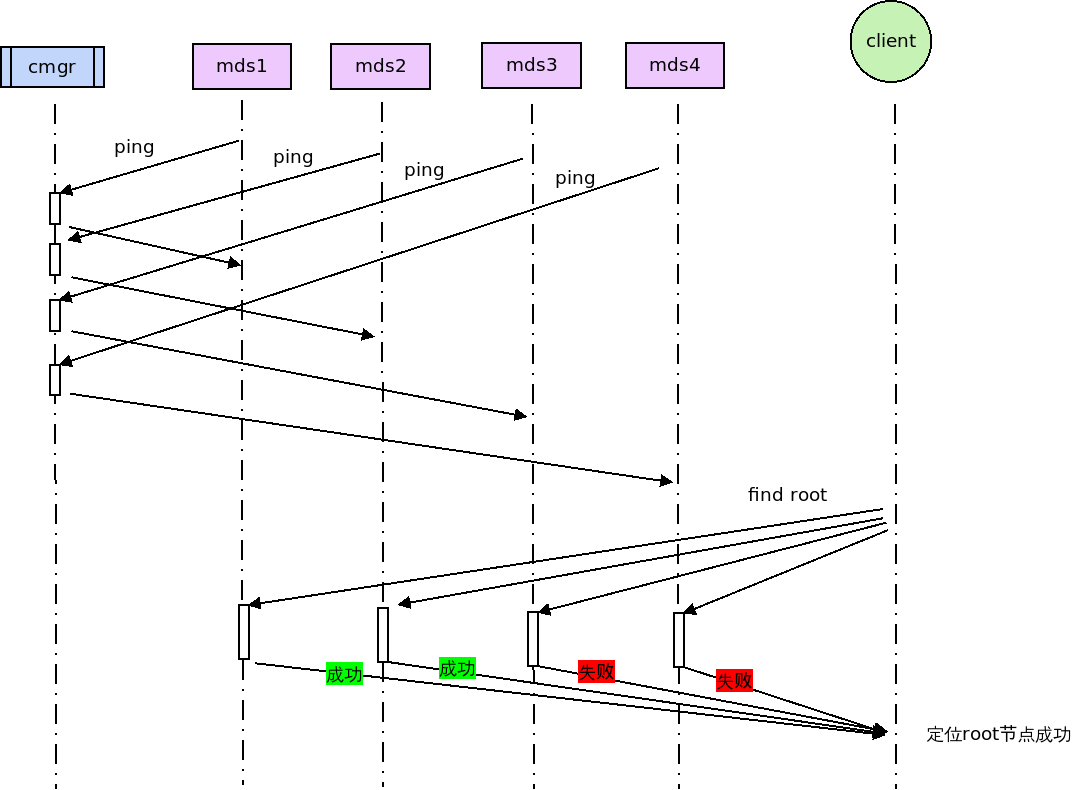 client
cmgr
mds1
mds2
mds3
mds4
ping
ping
ping
ping
find root
成功
成功
失败
失败
定位root节点成功